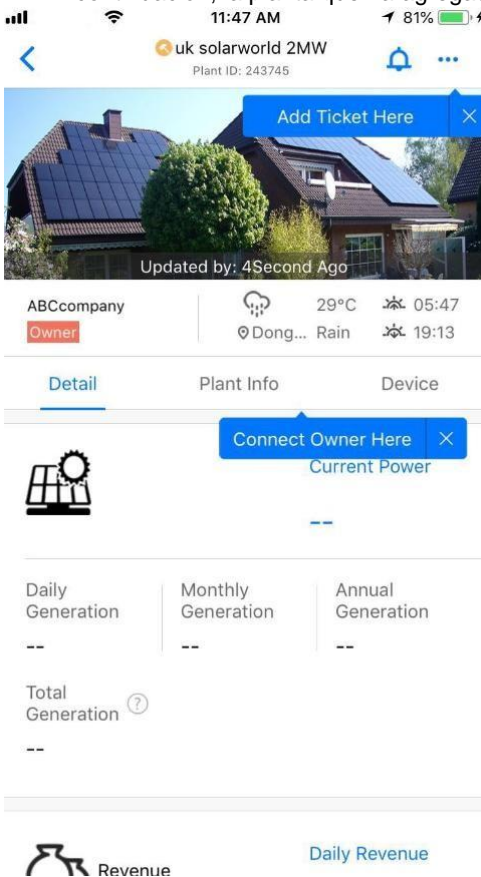 11:47 AM
81%
uk solarworld 2MW
Plant ID: 243745
Add Ticket Here
Updated by: 4Second Ago
ABCcompany
Owner
29°C
05:47
Dong... Rain
19:13
Detail Plant Info Device
Connect Owner Here
Current Power
--
Daily Generation
Monthly Generation
Annual Generation
-- -- --
Total Generation ?
--
Revenue
Daily Revenue